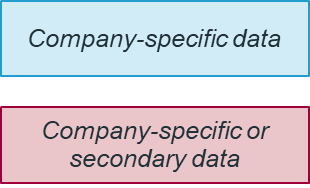 Company-specific data
Company-specific or
secondary data